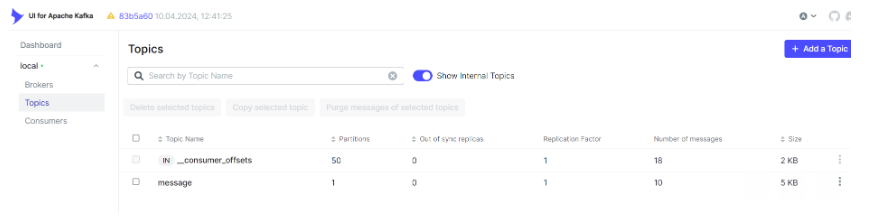 UI for Apache Kafka 83b5a60 10.04.2024, 12:41:25
Dashboard
local
Brokers
Topics
Consumers
Topics
+ Add a Topic
Search by Topic Name
Show Internal Topics
Delete selected topics Copy selected topic Purge messages of selected topics
Topic Name Partitions Out of sync replicas Replication Factor Number of messages Size
IN __consumer_offsets 50 0 1 18 2 KB
message 1 0 1 10 5 KB